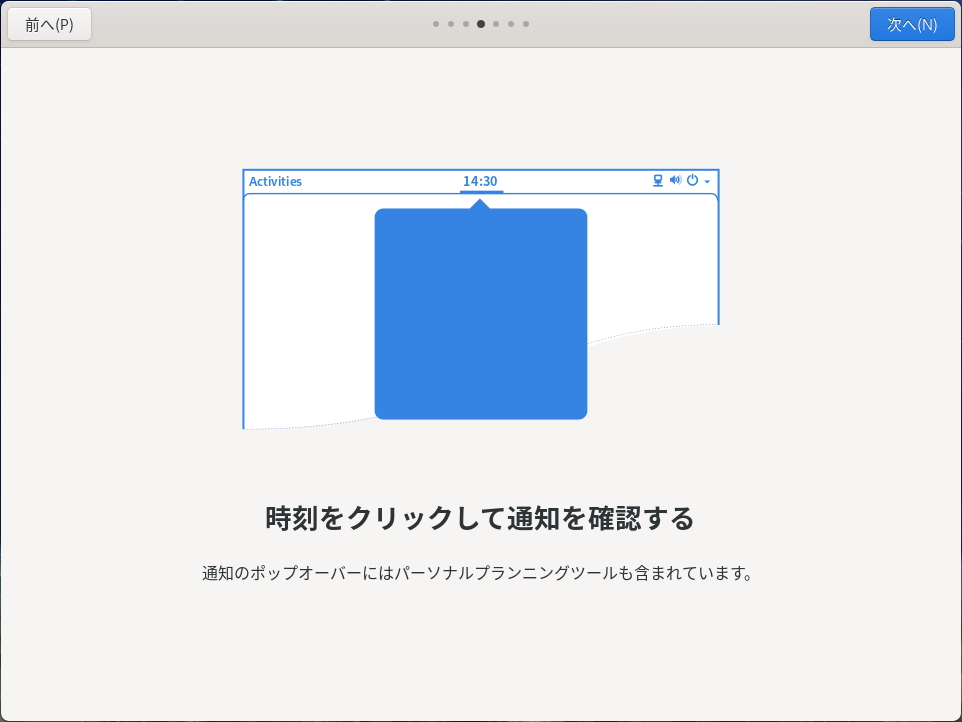 前へ(P)
次へ(N)
Activities
14:30
時刻をクリックして通知を確認する
通知のポップオーバーにはパーソナルプランニングツールも含まれています。